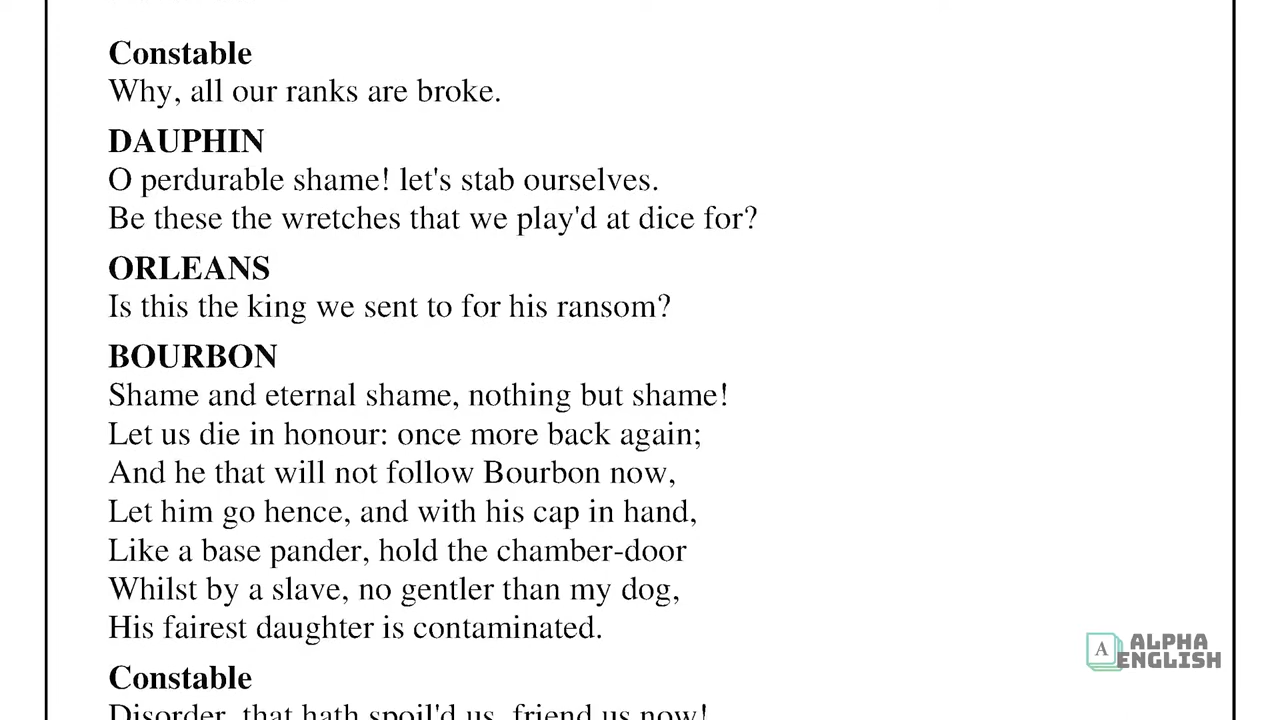 Constable
Why, all our ranks are broke.
DAUPHIN
O perdurable shame! let's stab ourselves.
Be these the wretches that we play'd at dice for?
ORLEANS
Is this the king we sent to for his ransom?
BOURBON
Shame and eternal shame, nothing but shame!
Let us die in honour: once more back again;
And he that will not follow Bourbon now,
Let him go hence, and with his cap in hand,
Like a base pander, hold the chamber-door
Whilst by a slave, no gentler than my dog,
His fairest daughter is contaminated.
Constable
Disorder, that hath spoil'd us, friend us now!
A ALPHA
ENGLISH